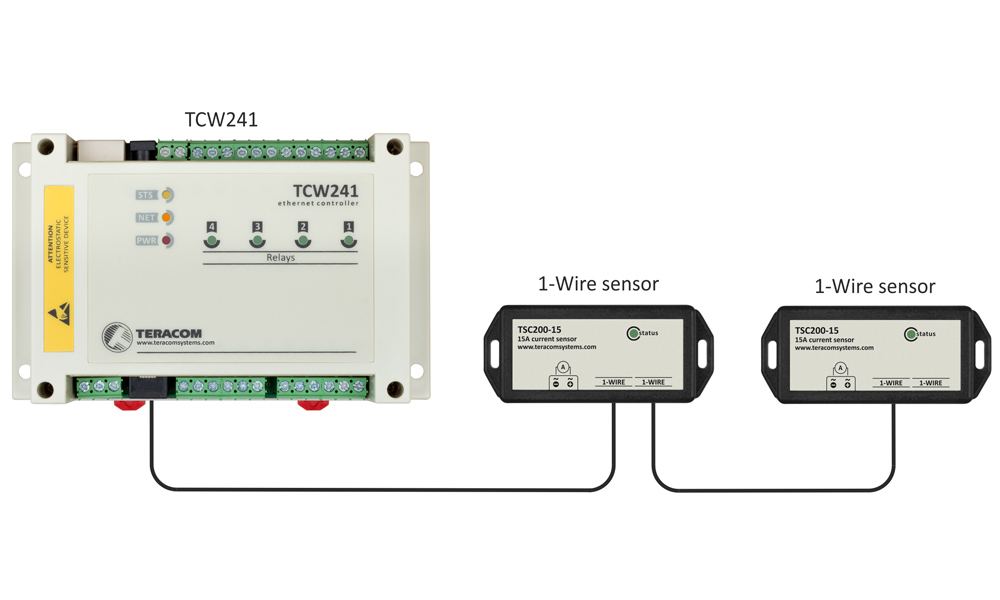 TCW241
TCW241
ethernet controller
STS
NET
PWR
4 3 2 1
Relays
ATTENTION
ELECTROSTATIC
SENSITIVE DEVICE
TERACOM
www.teracomsystems.com
1-Wire sensor
TSC200-15
15A current sensor
www.teracomsystems.com
status
A
1-WIRE 1-WIRE
1-Wire sensor
TSC200-15
15A current sensor
www.teracomsystems.com
status
A
1-WIRE 1-WIRE